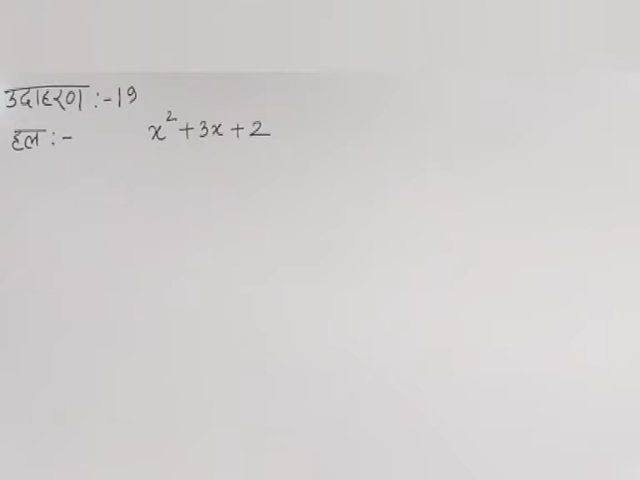 उदाहरण :- 19
हल :- x² + 3x + 2